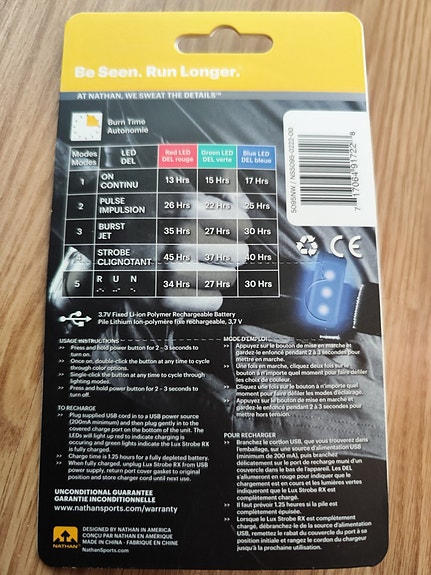 Be Seen. Run Longer.
AT NATHAN, WE SWEAT THE DETAILS™
Burn Time
Autonomie
Modes LED Red LED Green LED Blue LED
Modes DEL DEL rouge DEL verte DEL bleue
1 ON CONTINU 13 Hrs 15 Hrs 17 Hrs
2 PULSE IMPULSION 26 Hrs 22 Hrs 25 Hrs
3 BURST JET 35 Hrs 27 Hrs 30 Hrs
4 STROBE CLIGNOTANT 45 Hrs 37 Hrs 40 Hrs
5 R U N 34 Hrs 27 Hrs 30 Hrs
5085NW / NS5096-0222-00
7 17064 91722 8
CE
3.7V Fixed Li-ion Polymer Rechargeable Battery
Pile Lithium ion-polymère fixe rechargeable, 3,7 V
USAGE INSTRUCTIONS
>> Press and hold power button for 2 – 3 seconds to
turn on.
>> Once on, double-click the button at any time to cycle
through color options.
>> Single-click the button at any time to cycle through
lighting modes.
>> Press and hold power button for 2 - 3 seconds to
turn off.
TO RECHARGE
>> Plug supplied USB cord in to a USB power source
(200mA minimum) and then plug gently in to the
covered charge port on the bottom of the unit. The
LEDs will light up red to indicate charging is
occuring and green lights indicate the Lux Strobe RX
is fully charged.
>> Charge time is 1.25 hours for a fully depleted battery.
>> When fully charged, unplug Lux Strobe RX from USB
power supply, return port cover gasket to original
position and store charger cord until next use.
UNCONDITIONAL GUARANTEE
GARANTIE INCONDITIONNELLE
www.nathansports.com/warranty
NATHAN
DESIGNED BY NATHAN IN AMERICA
CONÇU PAR NATHAN EN AMÉRIQUE
MADE IN CHINA · FABRIQUÉ EN CHINE
NathanSports.com
MODE D'EMPLOI
>> Appuyez sur le bouton de mise en marche et
gardez-le enfoncé pendant 2 à 3 secondes pour
mettre en marche.
>> Une fois en marche, cliquez deux fois sur le
bouton à n'importe quel moment pour faire défiler
les choix de couleur.
>> Cliquez une fois sur le bouton à n'importe quel
moment pour faire défiler les modes d'éclairage.
>> Appuyez sur le bouton de mise en marche et
gardez-le enfoncé pendant 2 à 3 secondes pour
mettre hors tension.
POUR RECHARGER
>> Branchez le cordon USB, que vous trouverez dans
l'emballage, sur une source d'alimentation USB
(minimum de 200 mA), puis branchez
délicatement sur le port de recharge muni d'un
couvercle dans le bas de l'appareil. Les DEL
s'allumeront en rouge pour indiquer que le
chargement est en cours et les lumières vertes
indiqueront que le Lux Strobe RX est
complètement chargé.
>> Il faut prévoir 1.25 heures si la pile est
complètement épuisée.
>> Lorsque le Lux Strobe RX est complètement
chargé, débranchez-le de la source d'alimentation
USB, remettez le rabat du couvercle du port à sa
position initiale et rangez le cordon du chargeur
jusqu'à la prochaine utilisation.